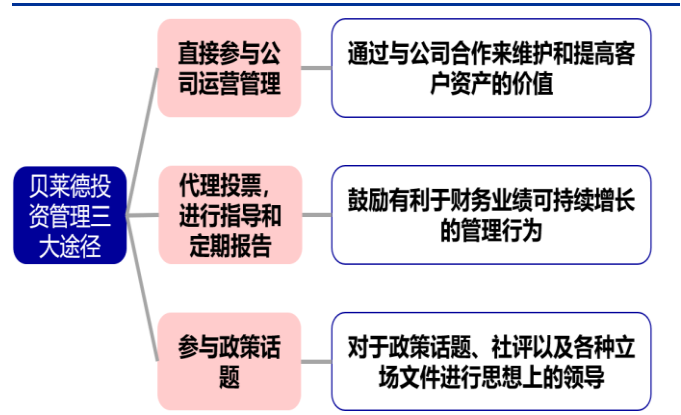 贝莱德投
资管理三
大途径
直接参与公
司运营管理
通过与公司合作来维护和提高客
户资产的价值
代理投票，
进行指导和
定期报告
鼓励有利于财务业绩可持续增长
的管理行为
参与政策话
题
对于政策话题、社评以及各种立
场文件进行思想上的领导